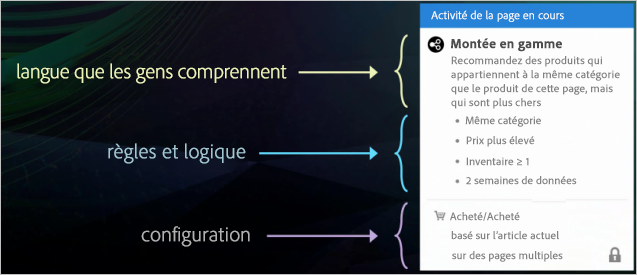 Activité de la page en cours
langue que les gens comprennent
Montée en gamme
Recommandez des produits qui
appartiennent à la même catégorie
que le produit de cette page, mais
qui sont plus chers
règles et logique
• Même catégorie
• Prix plus élevé
• Inventaire ≥ 1
• 2 semaines de données
configuration
Acheté/Acheté
basé sur l'article actuel
sur des pages multiples